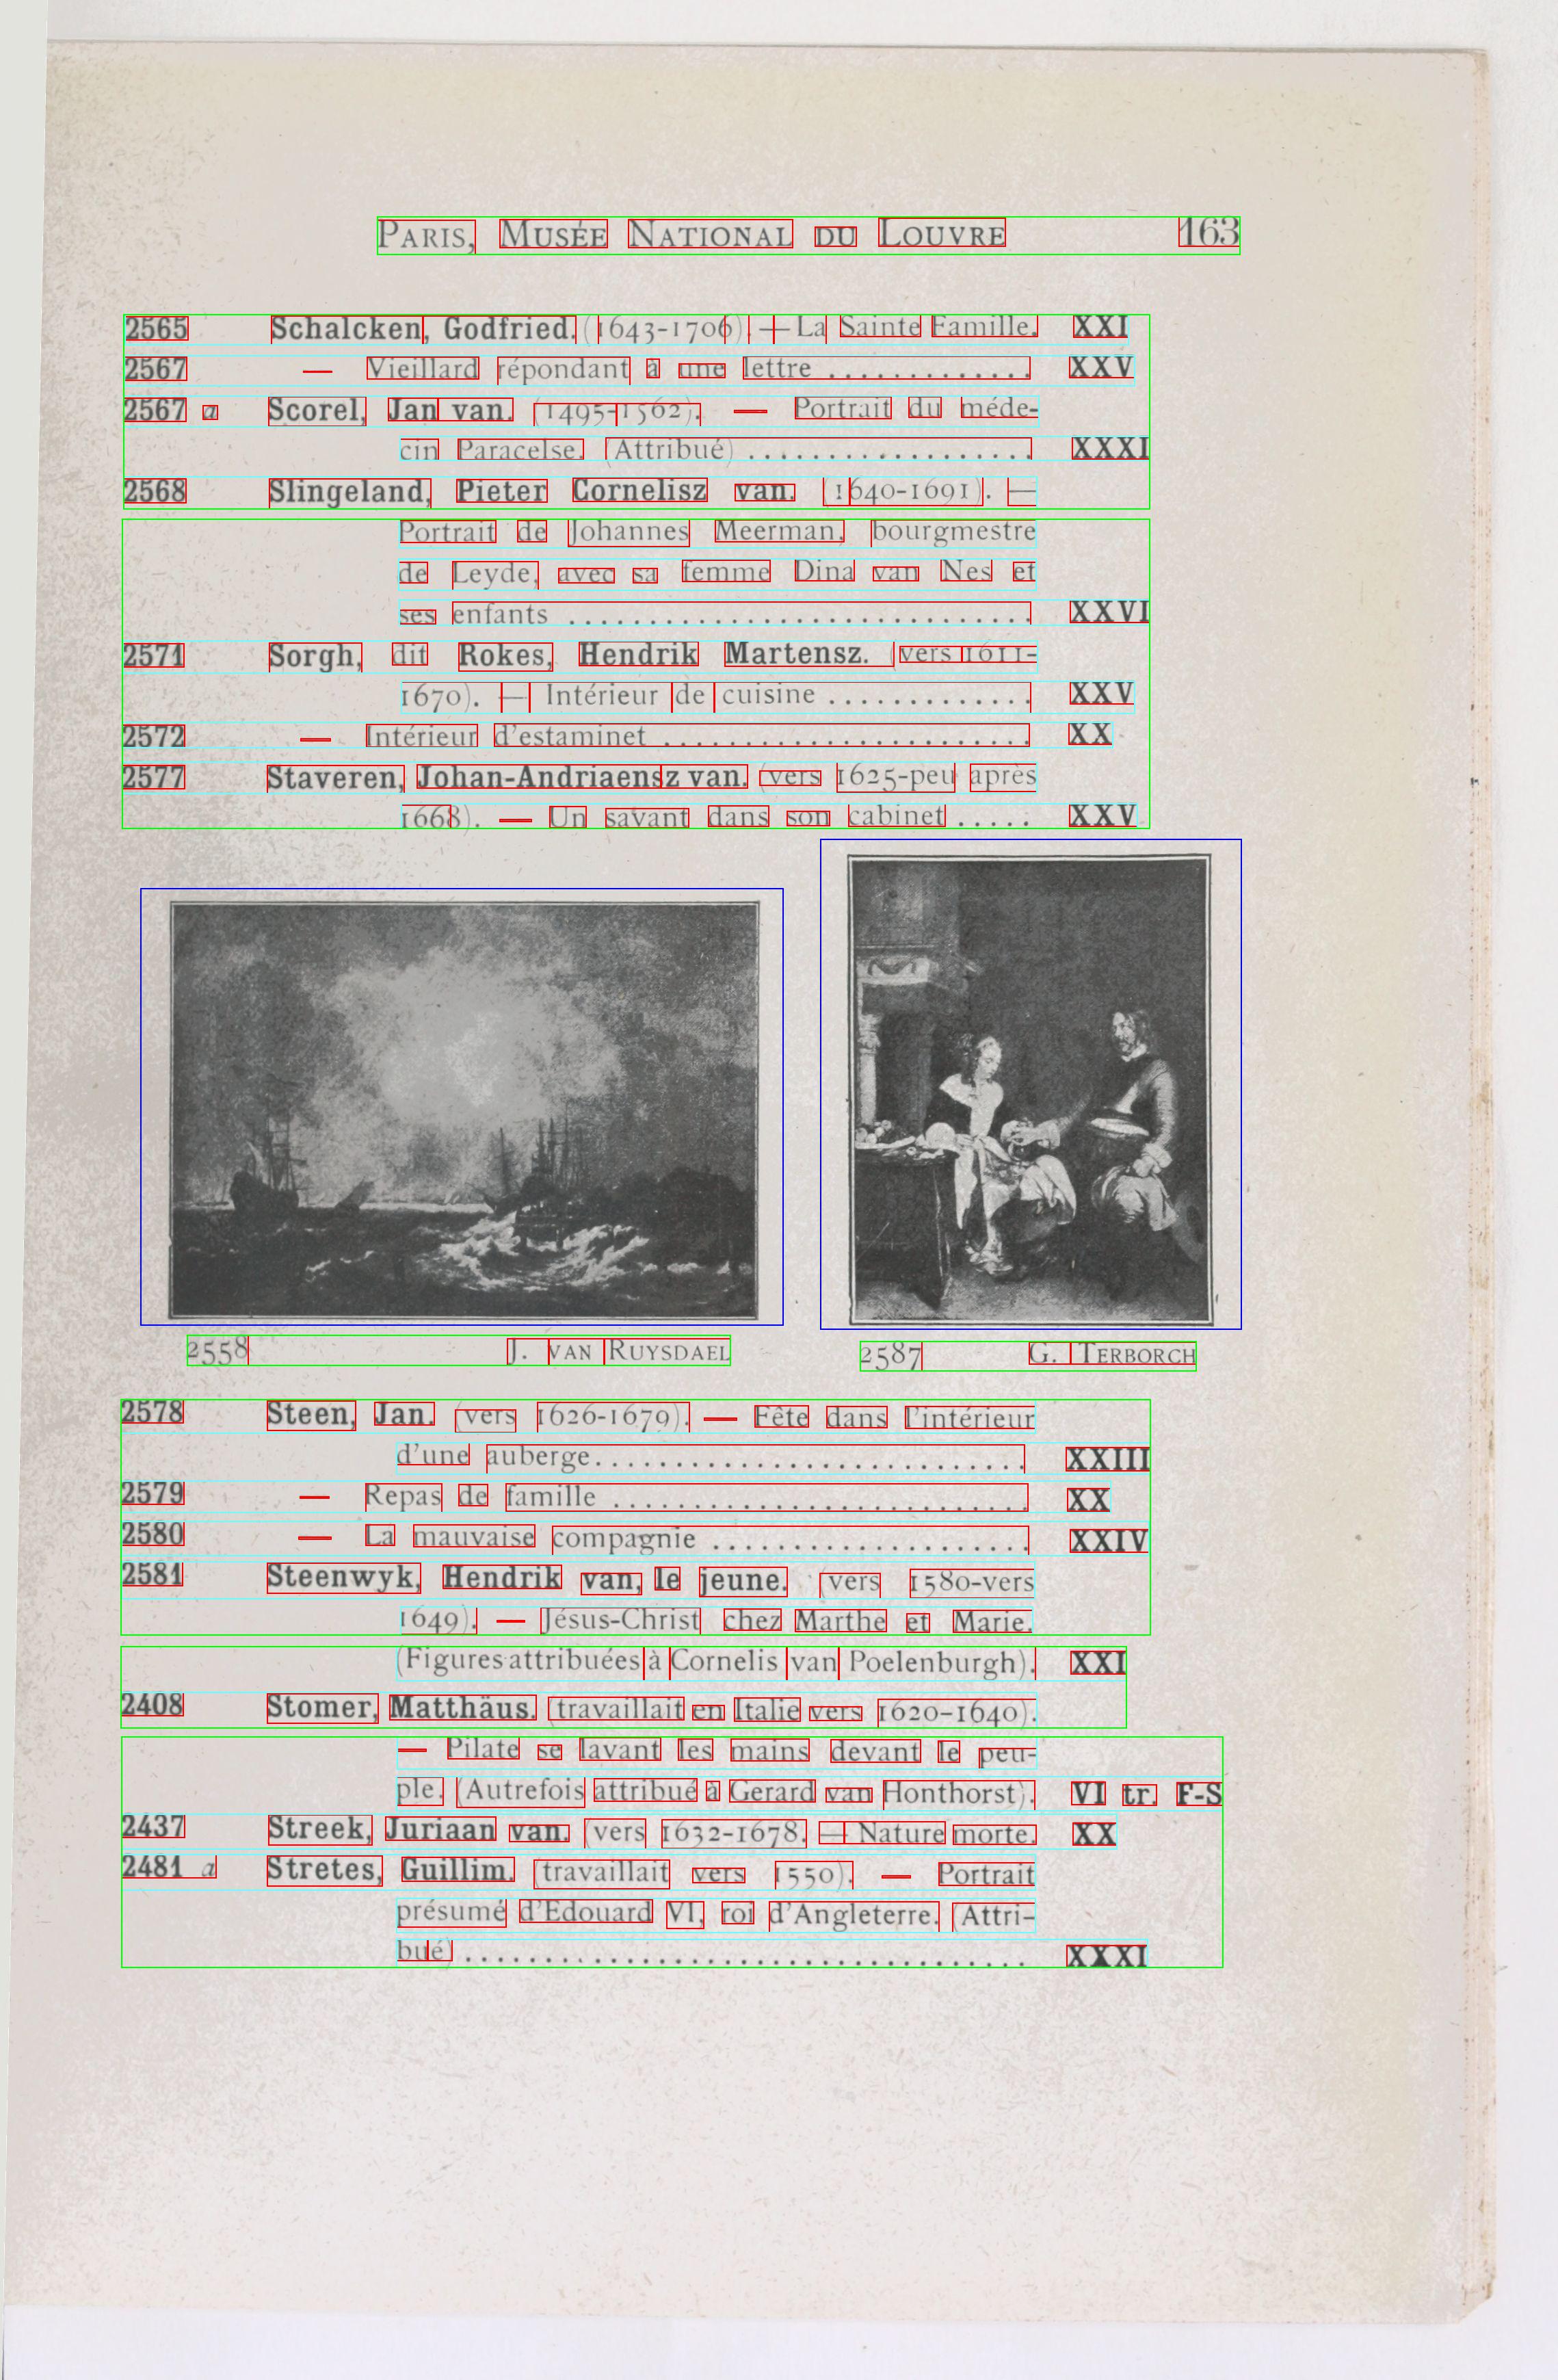 PARIS, MUSÉE NATIONAL DU LOUVRE 163
2565 Schalcken, Godfried. (1643-1706). — La Sainte Famille. XXI
2567 — Vieillard répondant à une lettre ............. XXV
2567 a Scorel, Jan van. (1495-1562). — Portrait du méde-
cin Paracelse. (Attribué) .................. XXXI
2568 Slingeland, Pieter Cornelisz van. (1640-1691). —
Portrait de Johannes Meerman, bourgmestre
de Leyde, avec sa femme Dina van Nes et
ses enfants ............................. XXVI
2571 Sorgh, dit Rokes, Hendrik Martensz. (vers 1611-
1670). — Intérieur de cuisine ............. XXV
2572 — Intérieur d'estaminet ....................... XX
2577 Staveren, Johan-Andriaensz van. (vers 1625-peu après
1668). — Un savant dans son cabinet ..... XXV
2558 J. VAN RUYSDAEL
2587 G. TERBORCH
2578 Steen, Jan. (vers 1626-1679). — Fête dans l'intérieur
d'une auberge........................... XXIII
2579 — Repas de famille .......................... XX
2580 — La mauvaise compagnie .................... XXIV
2581 Steenwyk, Hendrik van, le jeune. (vers 1580-vers
1649). — Jésus-Christ chez Marthe et Marie.
(Figures attribuées à Cornelis van Poelenburgh). XXI
2408 Stomer, Matthäus. (travaillait en Italie vers 1620-1640).
— Pilate se lavant les mains devant le peu-
ple. (Autrefois attribué à Gerard van Honthorst). VI tr. F-S
2437 Streek, Juriaan van. (vers 1632-1678. — Nature morte. XX
2481 a Stretes, Guillim. (travaillait vers 1550). — Portrait
présumé d'Edouard VI, roi d'Angleterre. (Attri-
bué) ................................... XXXI